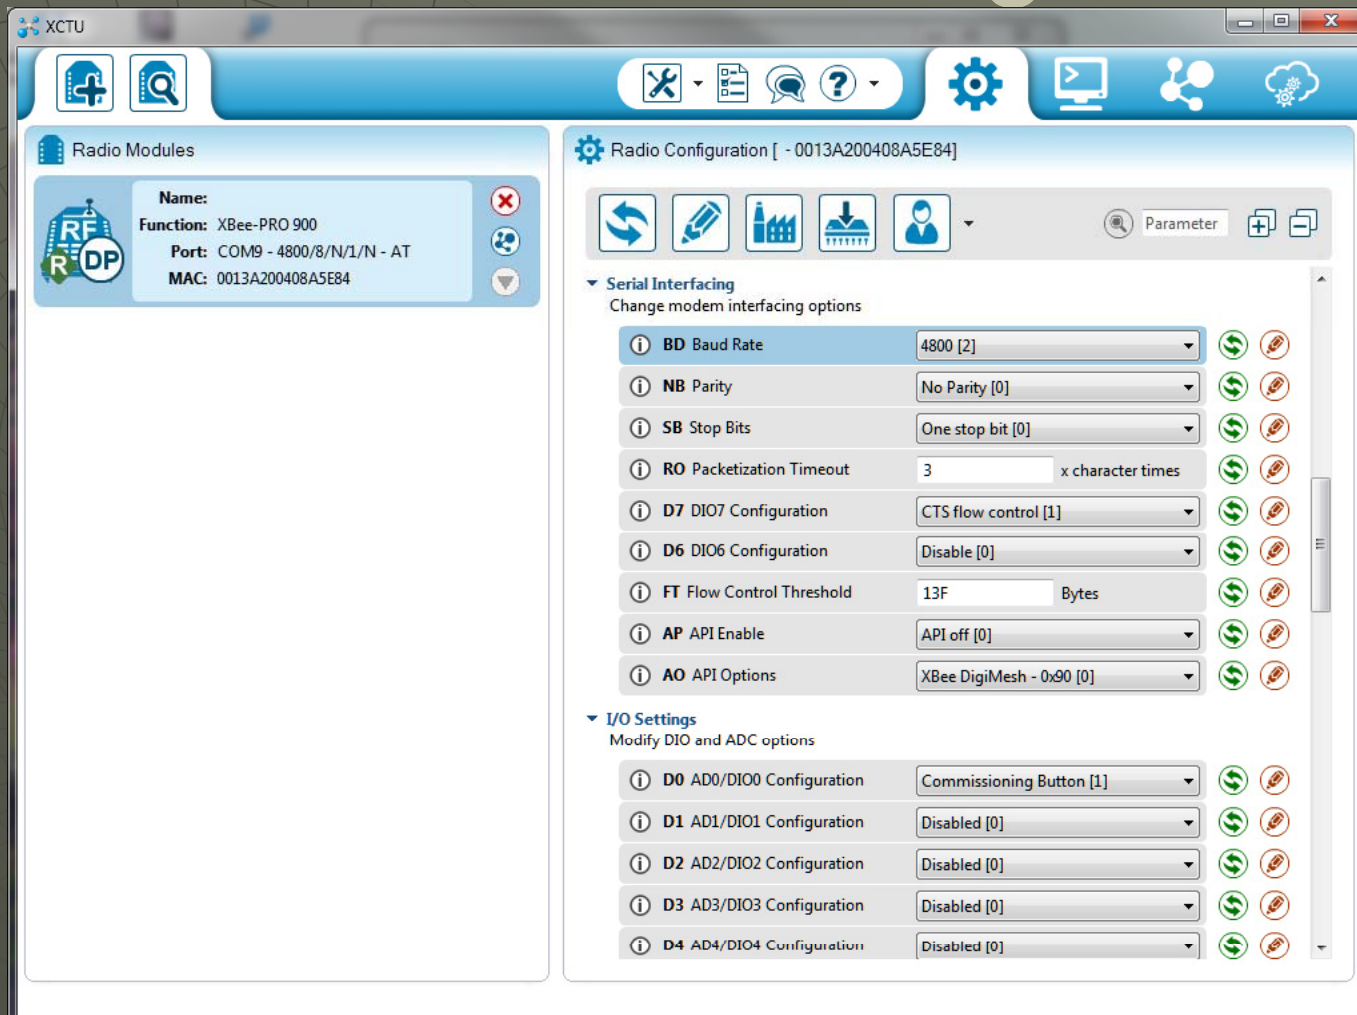 XCTU
Radio Modules
Name:
Function: XBee-PRO 900
Port: COM9 - 4800/8/N/1/N - AT
MAC: 0013A200408A5E84
RF
R DP
Radio Configuration [ - 0013A200408A5E84]
Parameter
Serial Interfacing
Change modem interfacing options
BD Baud Rate 4800 [2]
NB Parity No Parity [0]
SB Stop Bits One stop bit [0]
RO Packetization Timeout 3 x character times
D7 DIO7 Configuration CTS flow control [1]
D6 DIO6 Configuration Disable [0]
FT Flow Control Threshold 13F Bytes
AP API Enable API off [0]
AO API Options XBee DigiMesh - 0x90 [0]
I/O Settings
Modify DIO and ADC options
D0 AD0/DIO0 Configuration Commissioning Button [1]
D1 AD1/DIO1 Configuration Disabled [0]
D2 AD2/DIO2 Configuration Disabled [0]
D3 AD3/DIO3 Configuration Disabled [0]
D4 AD4/DIO4 Configuration Disabled [0]